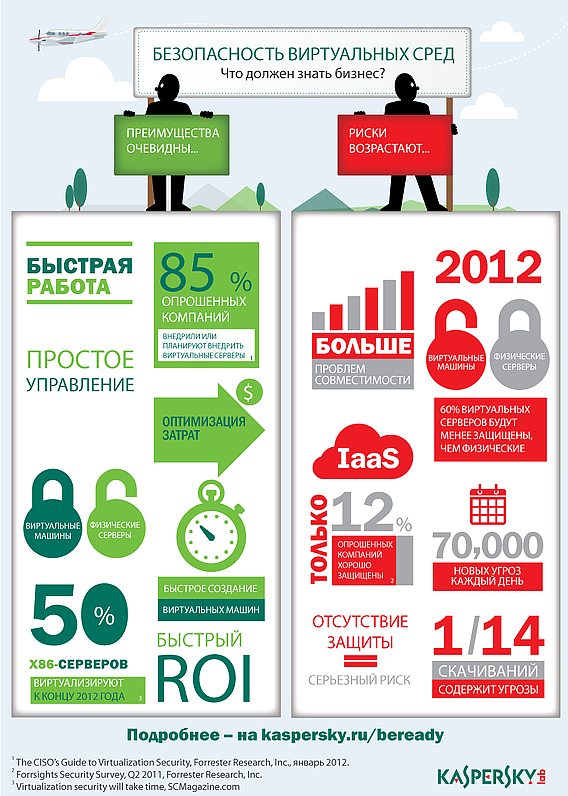 БЕЗОПАСНОСТЬ ВИРТУАЛЬНЫХ СРЕД
Что должен знать бизнес?
ПРЕИМУЩЕСТВА
ОЧЕВИДНЫ...
РИСКИ
ВОЗРАСТАЮТ...
БЫСТРАЯ
РАБОТА
85 %
ОПРОШЕННЫХ
КОМПАНИЙ
ВНЕДРИЛИ ИЛИ
ПЛАНИРУЮТ ВНЕДРИТЬ
ВИРТУАЛЬНЫЕ СЕРВЕРЫ 1
ПРОСТОЕ
УПРАВЛЕНИЕ
$
ОПТИМИЗАЦИЯ
ЗАТРАТ
ВИРТУАЛЬНЫЕ
МАШИНЫ
ФИЗИЧЕСКИЕ
СЕРВЕРЫ
50 %
X86-СЕРВЕРОВ
ВИРТУАЛИЗИРУЮТ
К КОНЦУ 2012 ГОДА 3
БЫСТРОЕ СОЗДАНИЕ
ВИРТУАЛЬНЫХ МАШИН
БЫСТРЫЙ
ROI
БОЛЬШЕ
ПРОБЛЕМ
СОВМЕСТИМОСТИ
2012
ВИРТУАЛЬНЫЕ
МАШИНЫ
ФИЗИЧЕСКИЕ
СЕРВЕРЫ
60% ВИРТУАЛЬНЫХ
СЕРВЕРОВ БУДУТ
МЕНЕЕ ЗАЩИЩЕНЫ,
ЧЕМ ФИЗИЧЕСКИЕ
IaaS
ТОЛЬКО
12%
ОПРОШЕННЫХ
КОМПАНИЙ
ХОРОШО
ЗАЩИЩЕНЫ 2
70,000
НОВЫХ УГРОЗ
КАЖДЫЙ ДЕНЬ
ОТСУТСТВИЕ
ЗАЩИТЫ
=
СЕРЬЕЗНЫЙ РИСК
1/14
СКАЧИВАНИЙ
СОДЕРЖИТ УГРОЗЫ
Подробнее – на kaspersky.ru/beready
1 The CISO's Guide to Virtualization Security, Forrester Research, Inc., январь 2012.
2 Forrsights Security Survey, Q2 2011, Forrester Research, Inc.
3 Virtualization security will take time, SCMagazine.com
KASPERSKY lab